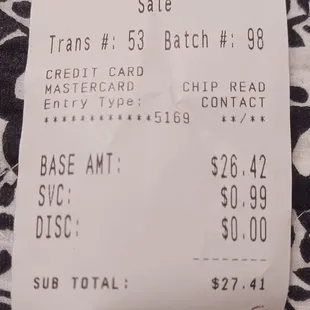 Sale
Trans #: 53 Batch #: 98
CREDIT CARD
MASTERCARD CHIP READ
Entry Type: CONTACT
************5169 **/**
BASE AMT: $26.42
SVC: $0.99
DISC: $0.00
---------
SUB TOTAL: $27.41